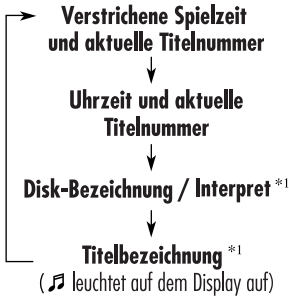 Verstrichene Spielzeit
und aktuelle Titelnummer
Uhrzeit und aktuelle
Titelnummer
Disk-Bezeichnung / Interpret *1
Titelbezeichnung *1
(♫ leuchtet auf dem Display auf)